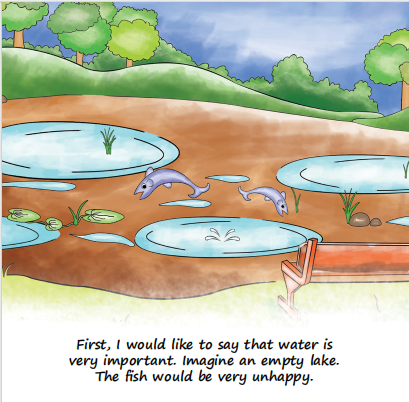 First, I would like to say that water is
very important. Imagine an empty lake.
The fish would be very unhappy.